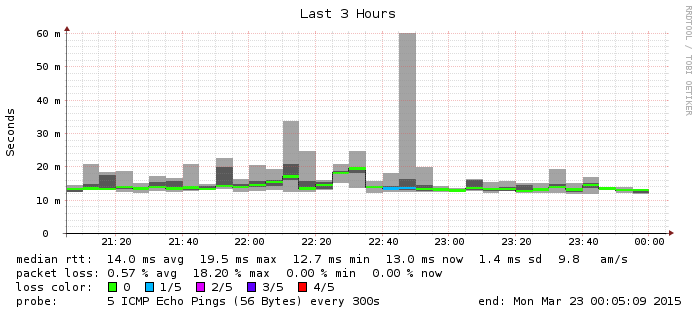 Last 3 Hours
RRDTOOL / TOBI OETIKER
Seconds
60 m
50 m
40 m
30 m
20 m
10 m
0
21:20 21:40 22:00 22:20 22:40 23:00 23:20 23:40 00:00
median rtt: 14.0 ms avg 19.5 ms max 12.7 ms min 13.0 ms now 1.4 ms sd 9.8 am/s
packet loss: 0.57 % avg 18.20 % max 0.00 % min 0.00 % now
loss color: 0 1/5 2/5 3/5 4/5
probe: 5 ICMP Echo Pings (56 Bytes) every 300s end: Mon Mar 23 00:05:09 2015